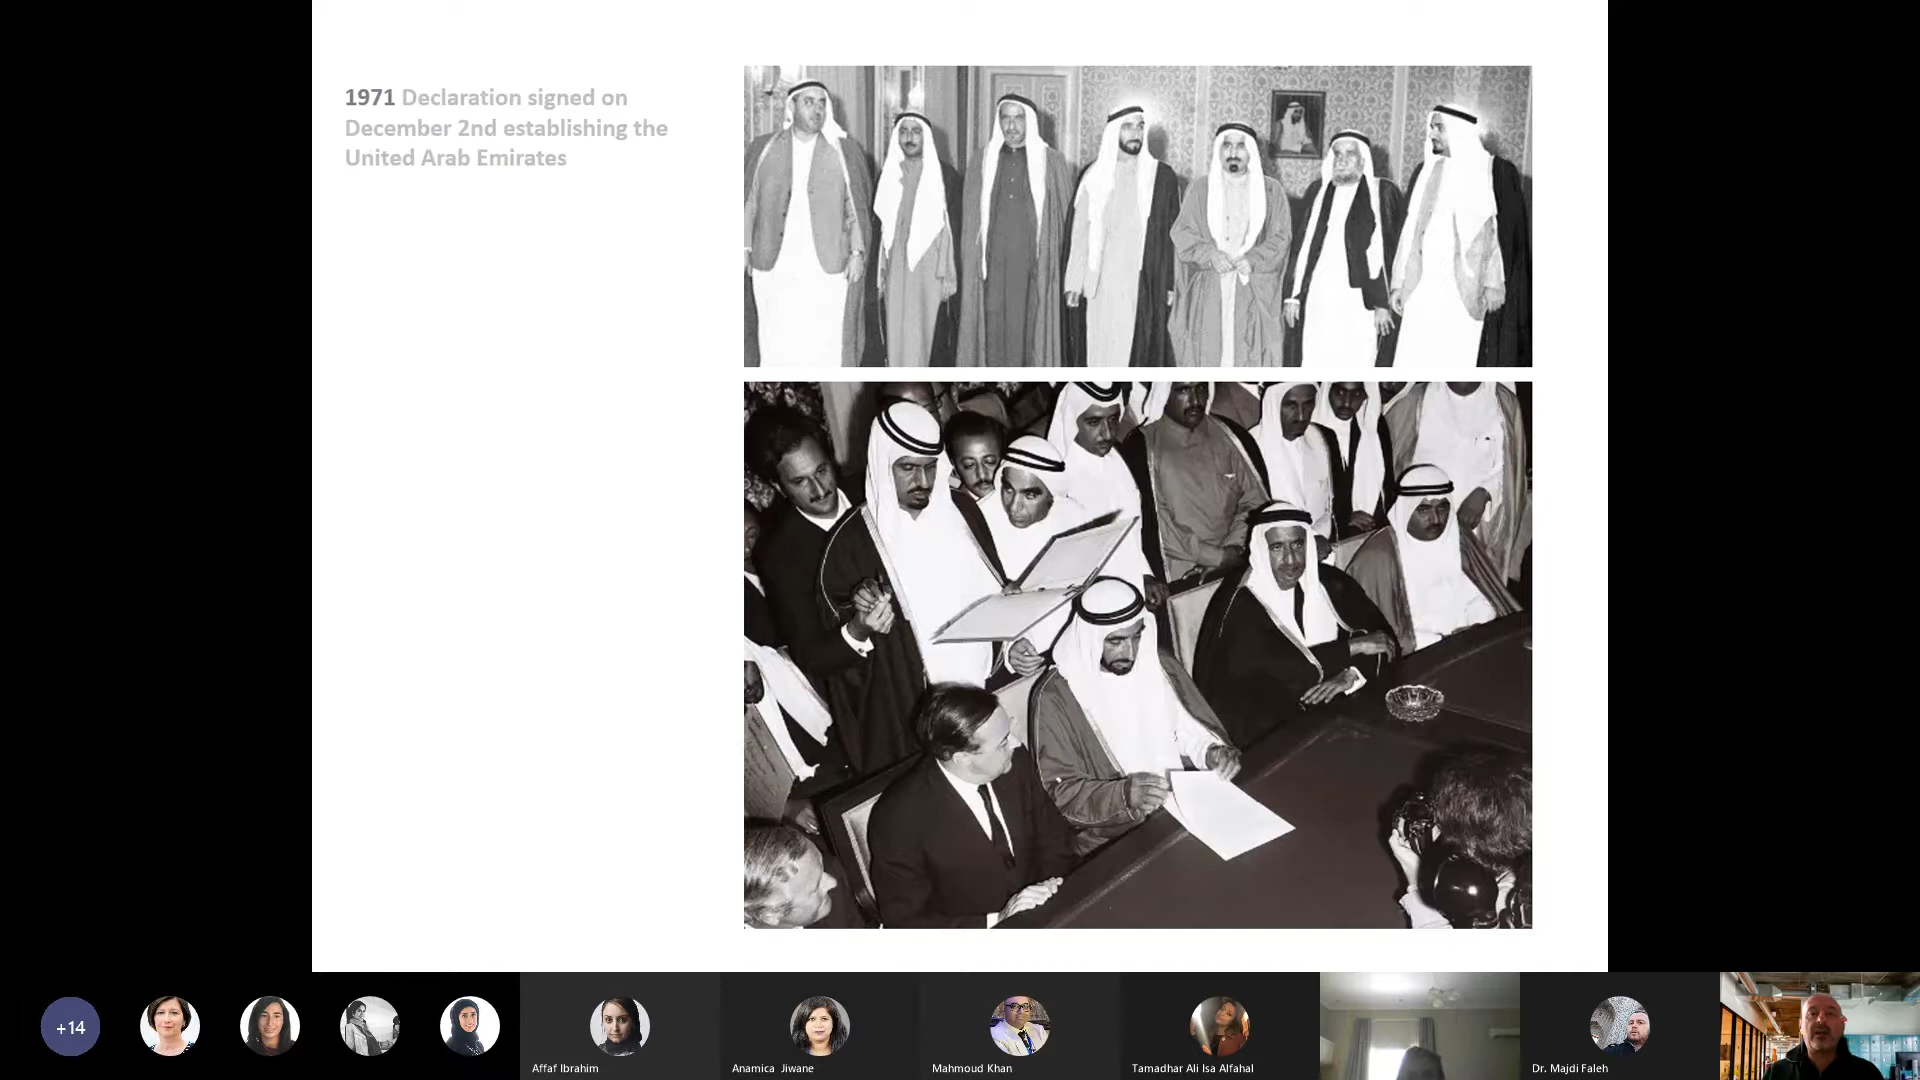 1971 Declaration signed on
December 2nd establishing the
United Arab Emirates
+14
Affaf Ibrahim
Anamica Jiwane
Mahmoud Khan
Tamadhar Ali Isa Alfahal
Dr. Majdi Faleh